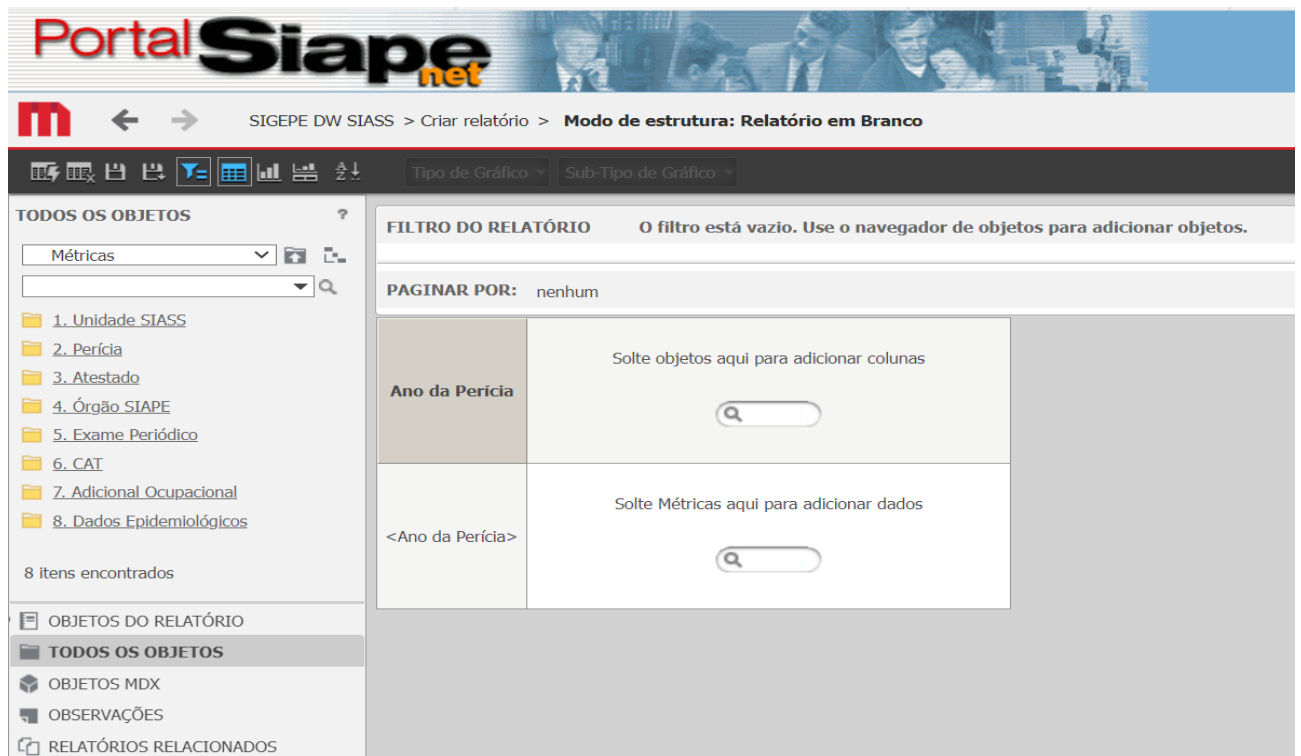 Portal Siape
net
SIGEPE DW SIASS > Criar relatório > Modo de estrutura: Relatório em Branco
Tipo de Gráfico Sub-Tipo de Gráfico
TODOS OS OBJETOS ?
Métricas
1. Unidade SIASS
2. Perícia
3. Atestado
4. Órgão SIAPE
5. Exame Periódico
6. CAT
7. Adicional Ocupacional
8. Dados Epidemiológicos
8 itens encontrados
OBJETOS DO RELATÓRIO
TODOS OS OBJETOS
OBJETOS MDX
OBSERVAÇÕES
RELATÓRIOS RELACIONADOS
FILTRO DO RELATÓRIO O filtro está vazio. Use o navegador de objetos para adicionar objetos.
PAGINAR POR: nenhum
Ano da Perícia
Solte objetos aqui para adicionar colunas
<Ano da Perícia>
Solte Métricas aqui para adicionar dados